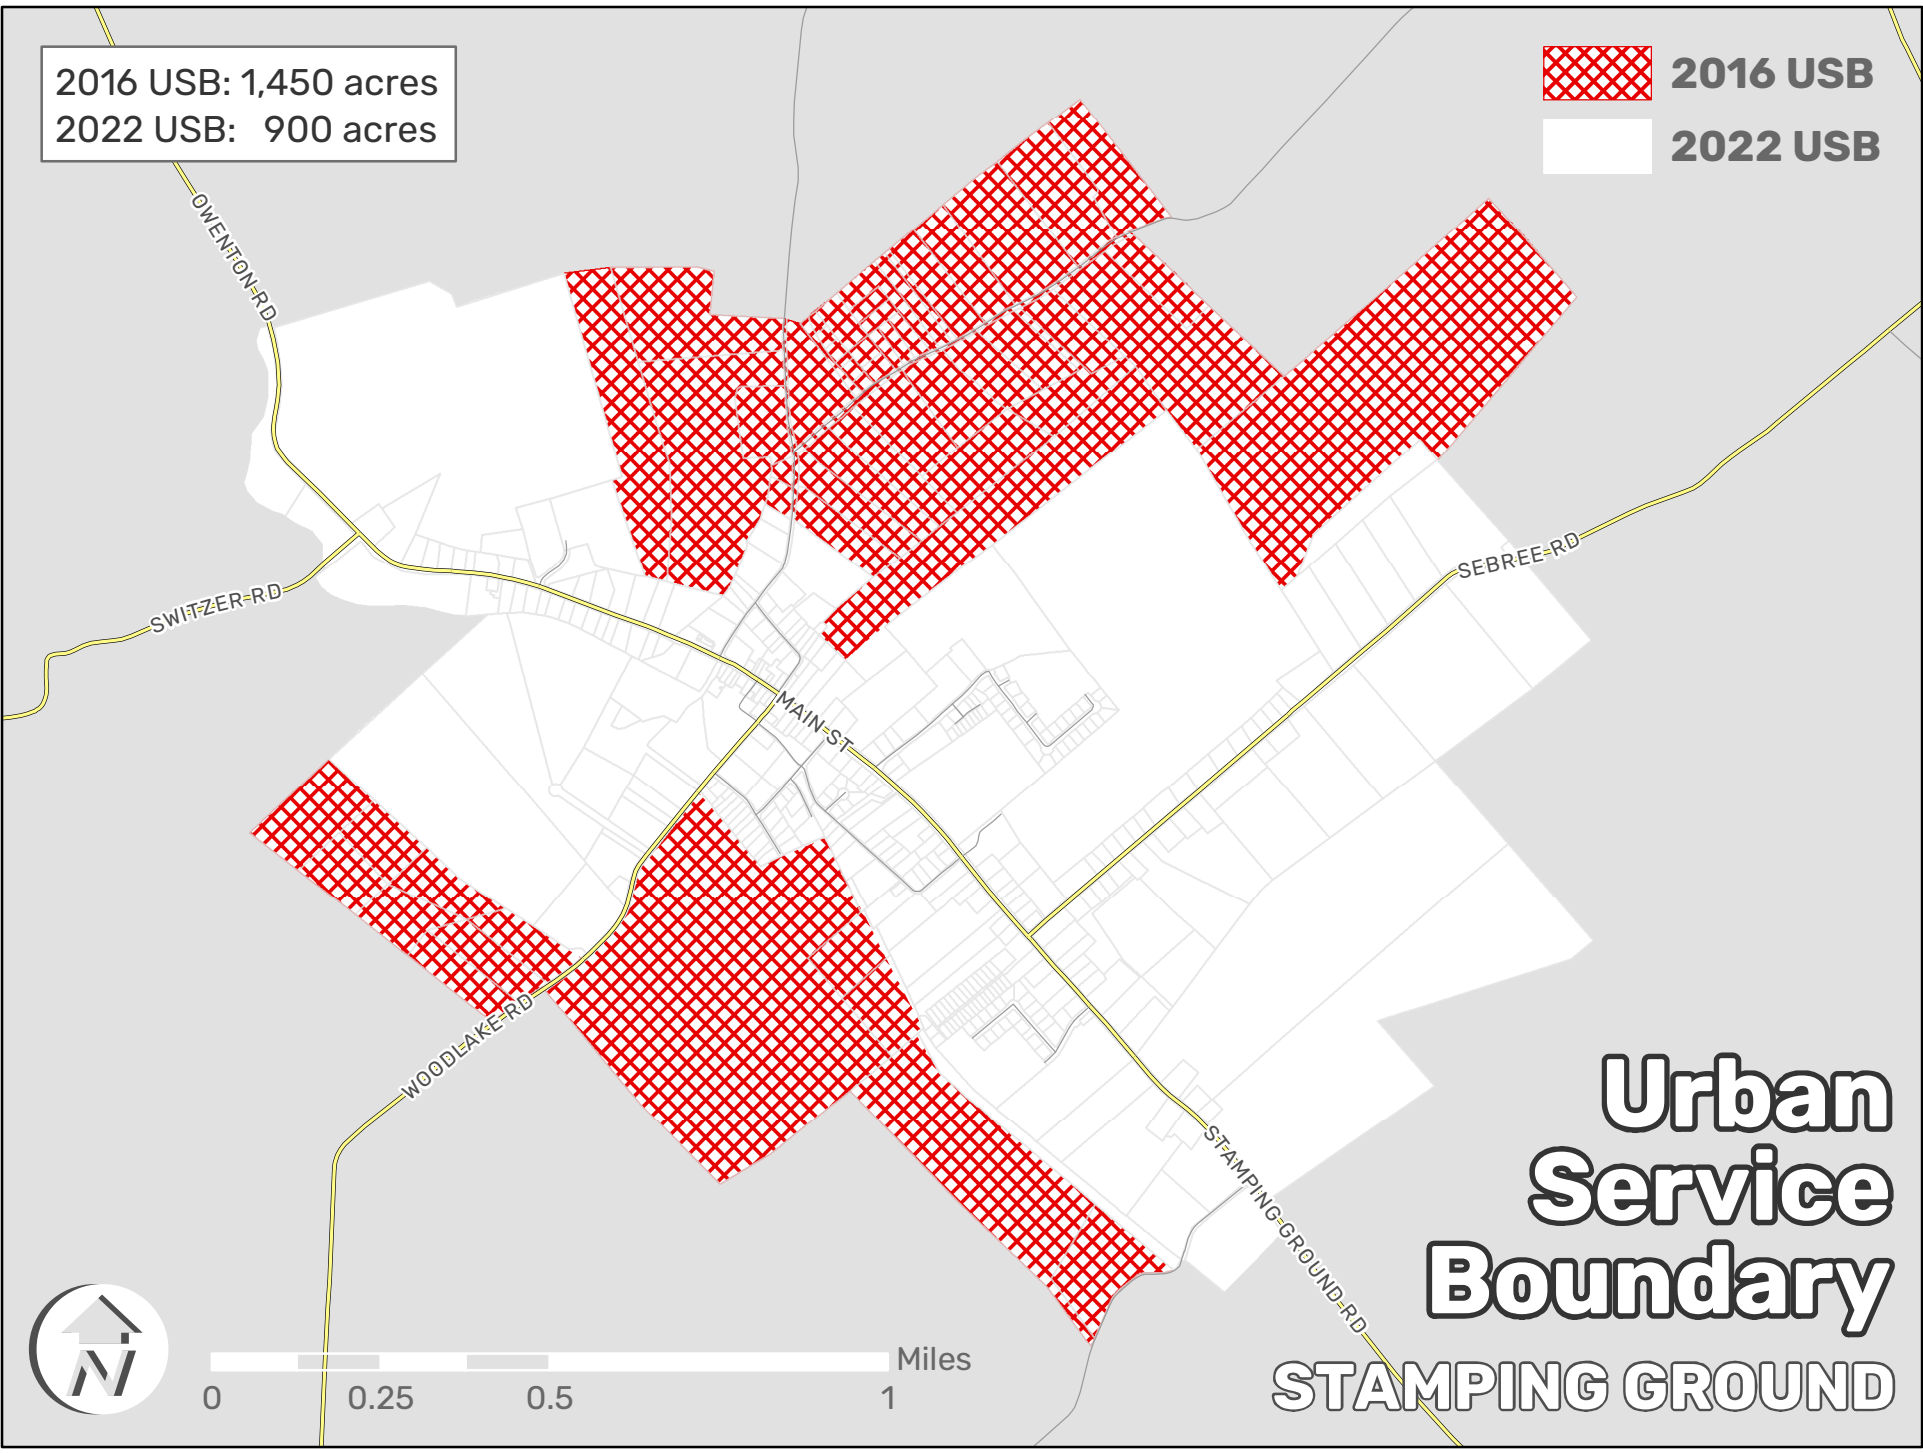 2016 USB: 1,450 acres
2022 USB: 900 acres
2016 USB
2022 USB
OWENTON RD
SWITZER RD
SEBREE RD
MAIN ST
WOODLAKE RD
STAMPING GROUND RD
Urban
Service
Boundary
STAMPING GROUND
N
Miles
0 0.25 0.5 1